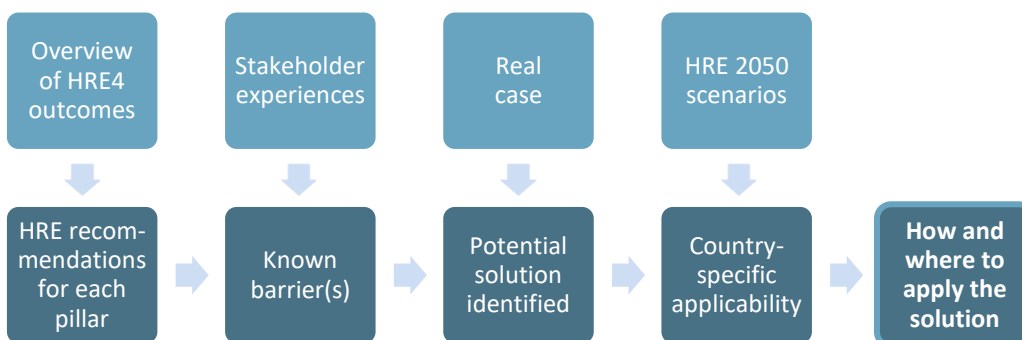 Overview
of HRE4
outcomes
Stakeholder
experiences
Real
case
HRE 2050
scenarios
HRE recom-
mendations
for each
pillar
Known
barrier(s)
Potential
solution
identified
Country-
specific
applicability
How and
where to
apply the
solution